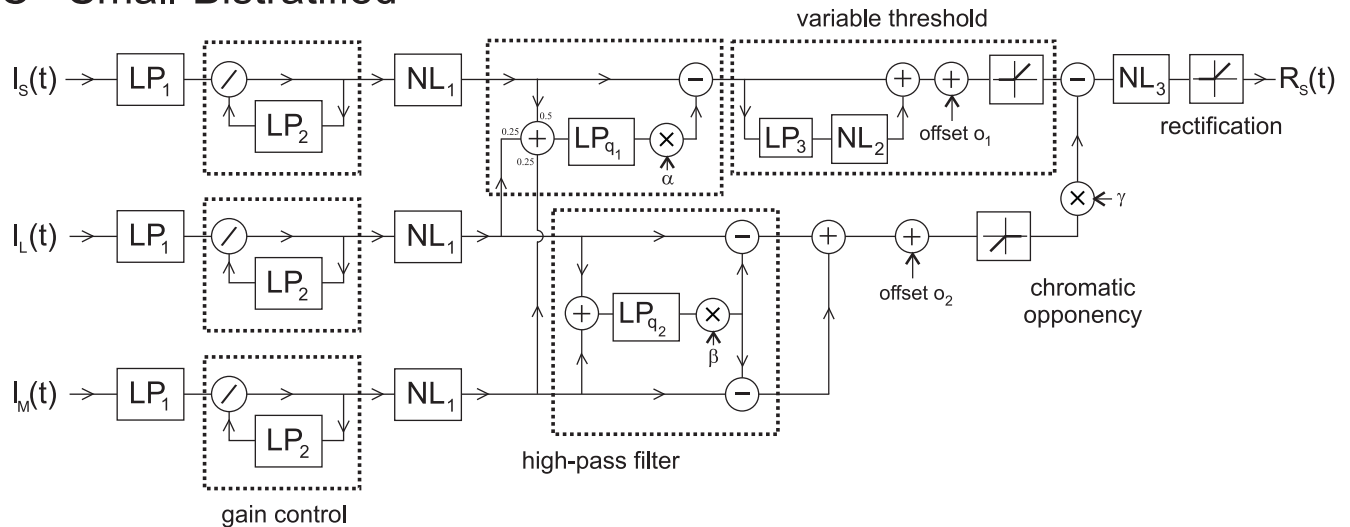 Small Bistratified
variable threshold
I_S(t) LP_1 / LP_2 NL_1 0.5 0.25 0.25 + LP_q1 × α − LP_3 NL_2 + + offset o_1 − NL_3 R_S(t)
rectification
× γ
I_L(t) LP_1 / LP_2 NL_1 + LP_q2 × β − + + offset o_2
chromatic
opponency
I_M(t) LP_1 / LP_2 NL_1 −
high-pass filter
gain control